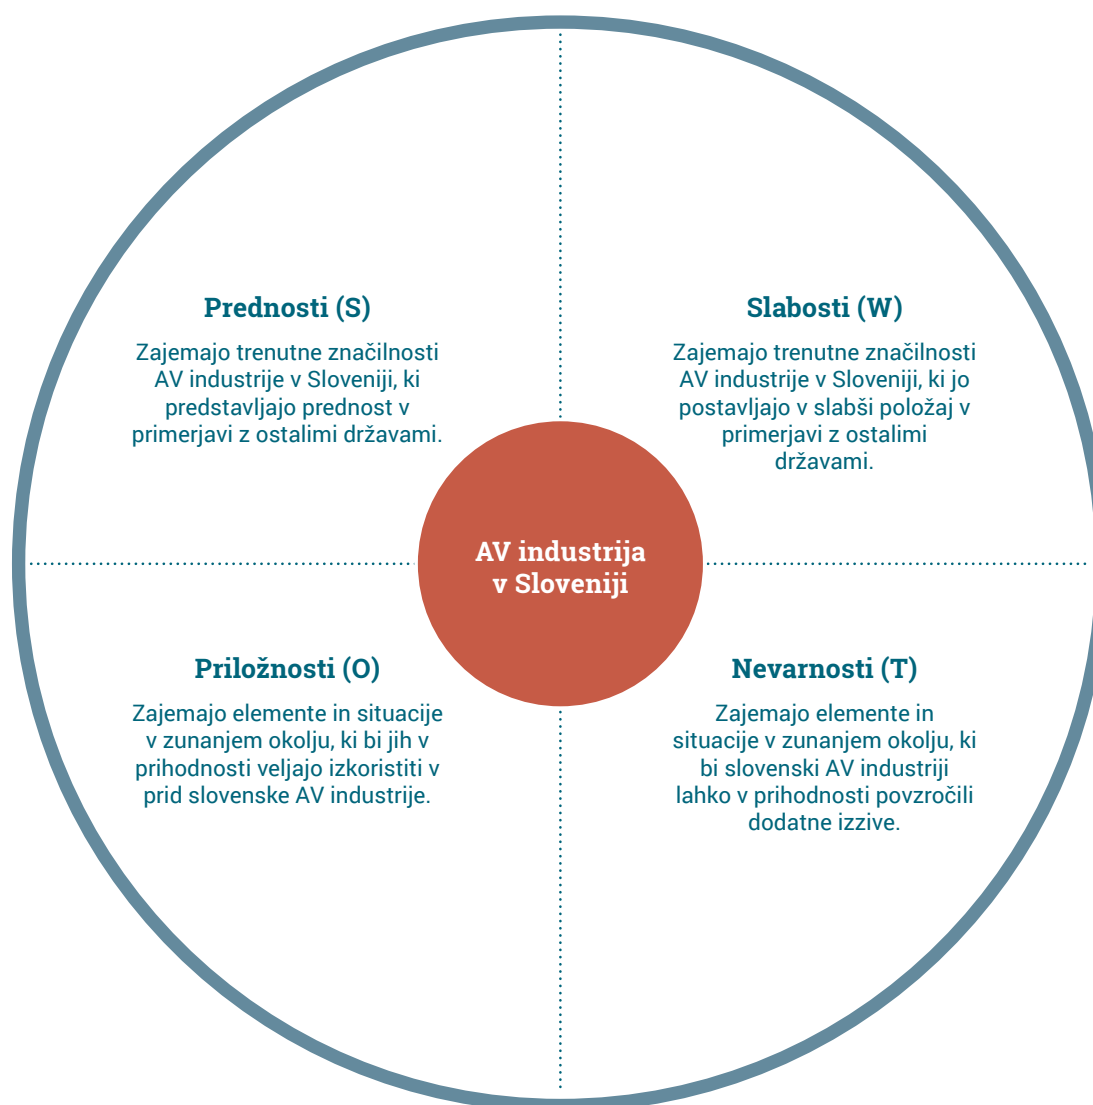 Prednosti (S)
Zajemajo trenutne značilnosti
AV industrije v Sloveniji, ki
predstavljajo prednost v
primerjavi z ostalimi državami.
Slabosti (W)
Zajemajo trenutne značilnosti
AV industrije v Sloveniji, ki jo
postavljajo v slabši položaj v
primerjavi z ostalimi
državami.
AV industrija
v Sloveniji
Priložnosti (O)
Zajemajo elemente in situacije
v zunanjem okolju, ki bi jih v
prihodnosti veljajo izkoristiti v
prid slovenske AV industrije.
Nevarnosti (T)
Zajemajo elemente in
situacije v zunanjem okolju, ki
bi slovenski AV industriji
lahko v prihodnosti povzročili
dodatne izzive.